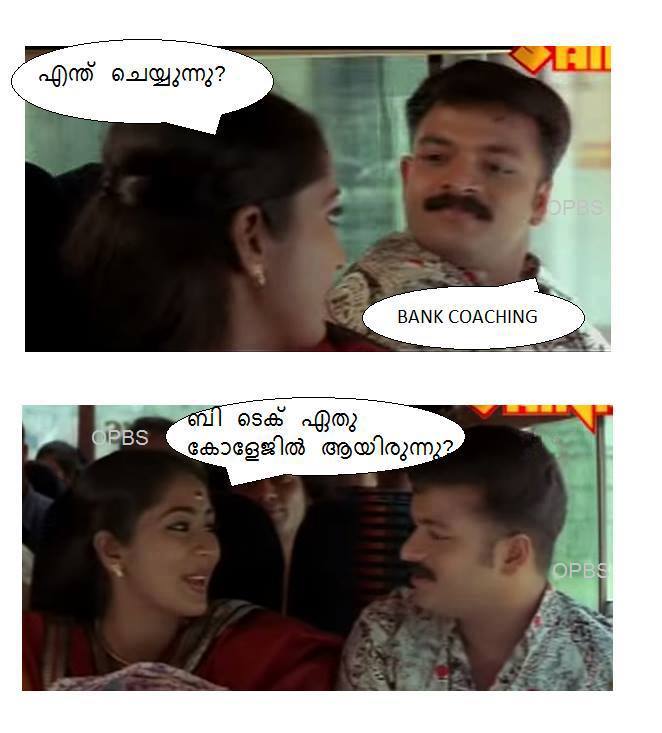 എന്ത് ചെയ്യുന്നു?
OPBS
BANK COACHING
ബി ടെക് ഏതു
കോളേജിൽ ആയിരുന്നു?
OPBS
OPBS